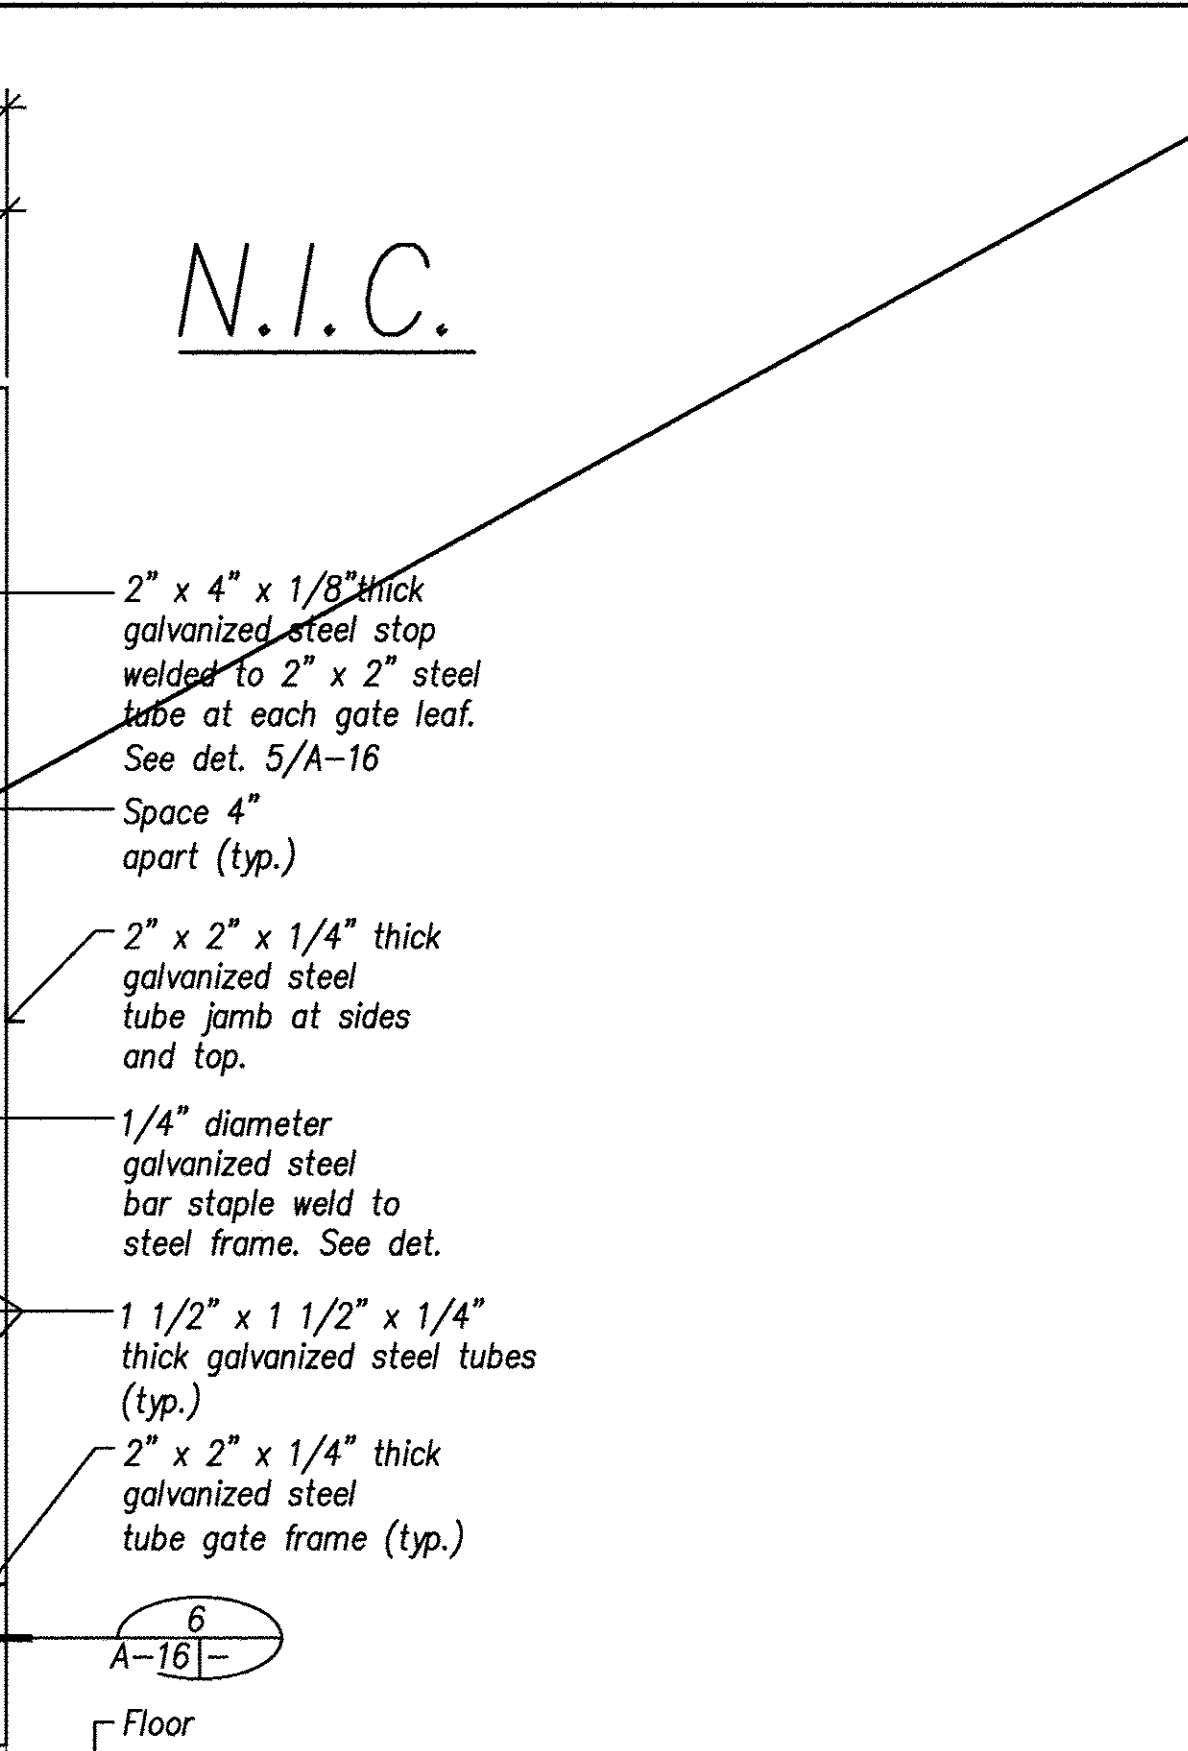 N.I.C.
2" x 4" x 1/8"thick
galvanized steel stop
welded to 2" x 2" steel
tube at each gate leaf.
See det. 5/A-16
Space 4"
apart (typ.)
2" x 2" x 1/4" thick
galvanized steel
tube jamb at sides
and top.
1/4" diameter
galvanized steel
bar staple weld to
steel frame. See det.
1 1/2" x 1 1/2" x 1/4"
thick galvanized steel tubes
(typ.)
2" x 2" x 1/4" thick
galvanized steel
tube gate frame (typ.)
6
A-16 -
Floor